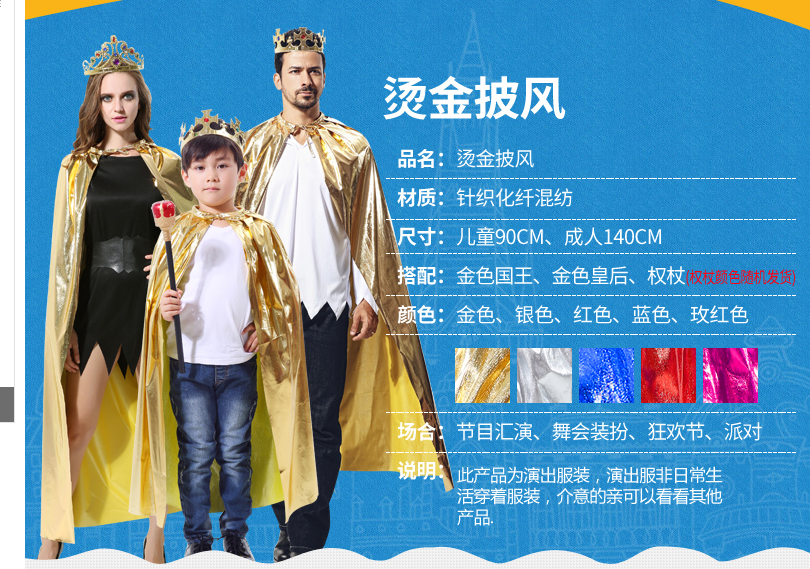 烫金披风
品名：烫金披风
材质：针织化纤混纺
尺寸：儿童90CM、成人140CM
搭配：金色国王、金色皇后、权杖(权杖颜色随机发货)
颜色：金色、银色、红色、蓝色、玫红色
场合：节目汇演、舞会装扮、狂欢节、派对
说明：此产品为演出服装，演出服非日常生
活穿着服装，介意的亲可以看看其他
产品.